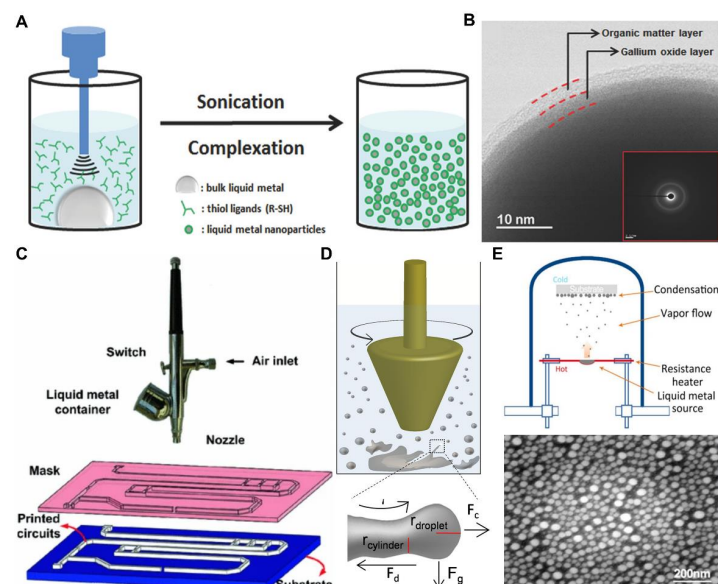 A
Sonication
Complexation
: bulk liquid metal
: thiol ligands (R-SH)
: liquid metal nanoparticles
B
Organic matter layer
Gallium oxide layer
10 nm
C
Switch
Air inlet
Liquid metal
container
Nozzle
Mask
Printed
circuits
Substrate
D
r droplet
r cylinder
Fc
Fd
Fg
E
Cold
Substrate
Condensation
Vapor flow
Hot
Resistance
heater
Liquid metal
source
200nm